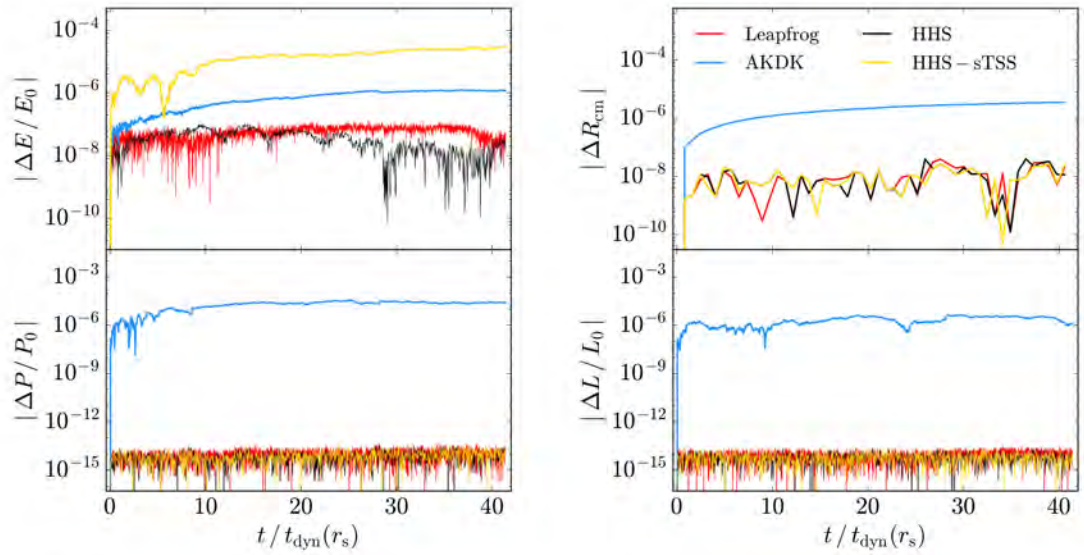 10⁻⁴
10⁻⁶
10⁻⁸
10⁻¹⁰
| ΔE / E₀ |
10⁻³
10⁻⁶
10⁻⁹
10⁻¹²
10⁻¹⁵
| ΔP / P₀ |
0 10 20 30 40
t / t_dyn(r_s)
Leapfrog HHS
AKDK HHS − sTSS
10⁻⁴
10⁻⁶
10⁻⁸
10⁻¹⁰
| ΔR_cm |
10⁻³
10⁻⁶
10⁻⁹
10⁻¹²
10⁻¹⁵
| ΔL / L₀ |
0 10 20 30 40
t / t_dyn(r_s)